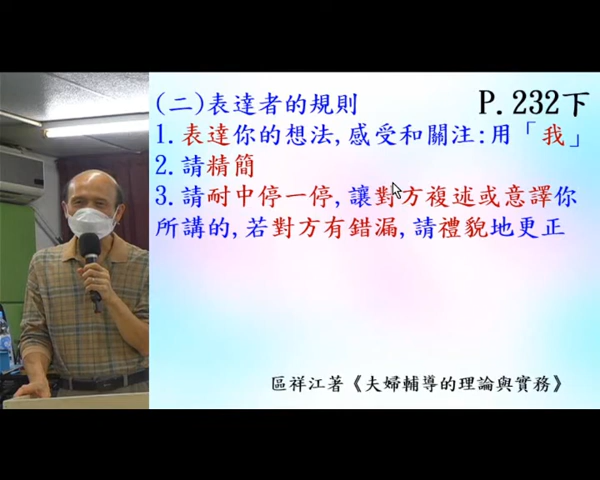 (二)表達者的規則 P.232下
1.表達你的想法,感受和關注:用「我」
2.請精簡
3.請耐中停一停,讓對方複述或意譯你
所講的,若對方有錯漏,請禮貌地更正
區祥江著《夫婦輔導的理論與實務》